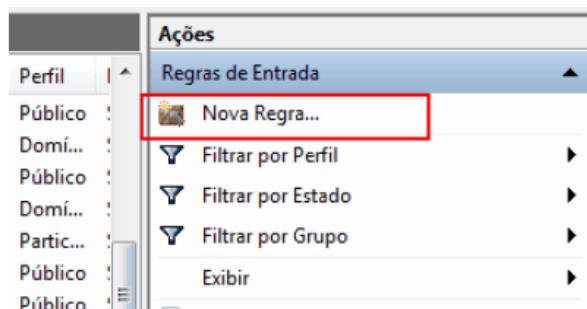 Ações
Perfil
Regras de Entrada
Público
Nova Regra...
Domí...
Filtrar por Perfil
Público
Filtrar por Estado
Domí...
Partic...
Filtrar por Grupo
Público
Exibir
Público